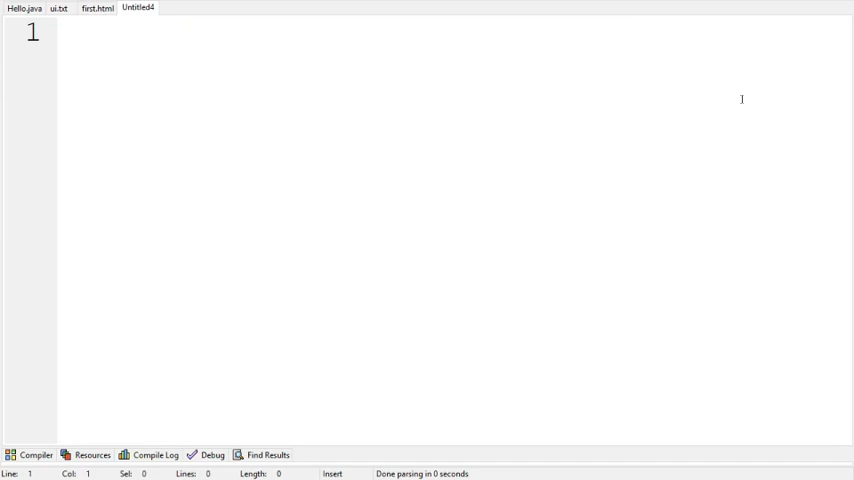 Hello.java ui.txt first.html Untitled4
1
Compiler Resources Compile Log Debug Find Results
Line: 1 Col: 1 Sel: 0 Lines: 0 Length: 0 Insert Done parsing in 0 seconds